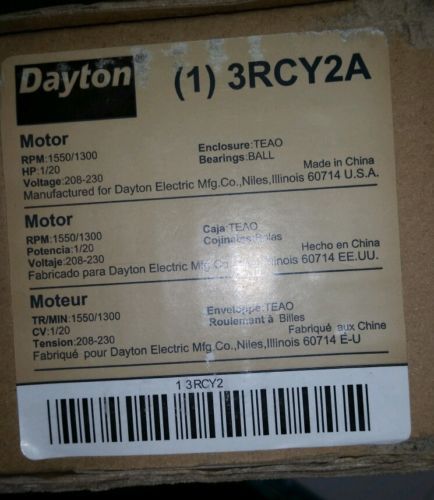 Dayton
(1) 3RCY2A
Motor
RPM:1550/1300
HP:1/20
Voltage:208-230
Enclosure:TEAO
Bearings:BALL
Made in China
Manufactured for Dayton Electric Mfg.Co.,Niles,Illinois 60714 U.S.A.
Motor
RPM:1550/1300
Potencia:1/20
Voltaje:208-230
Caja:TEAO
Cojinetes:Bolas
Hecho en China
Fabricado para Dayton Electric Mfg.Co.,Niles,Illinois 60714 EE.UU.
Moteur
TR/MIN:1550/1300
CV:1/20
Tension:208-230
Enveloppe:TEAO
Roulement à Billes
Fabriqué aux Chine
Fabriqué pour Dayton Electric Mfg.Co.,Niles,Illinois 60714 E-U
1 3RCY2